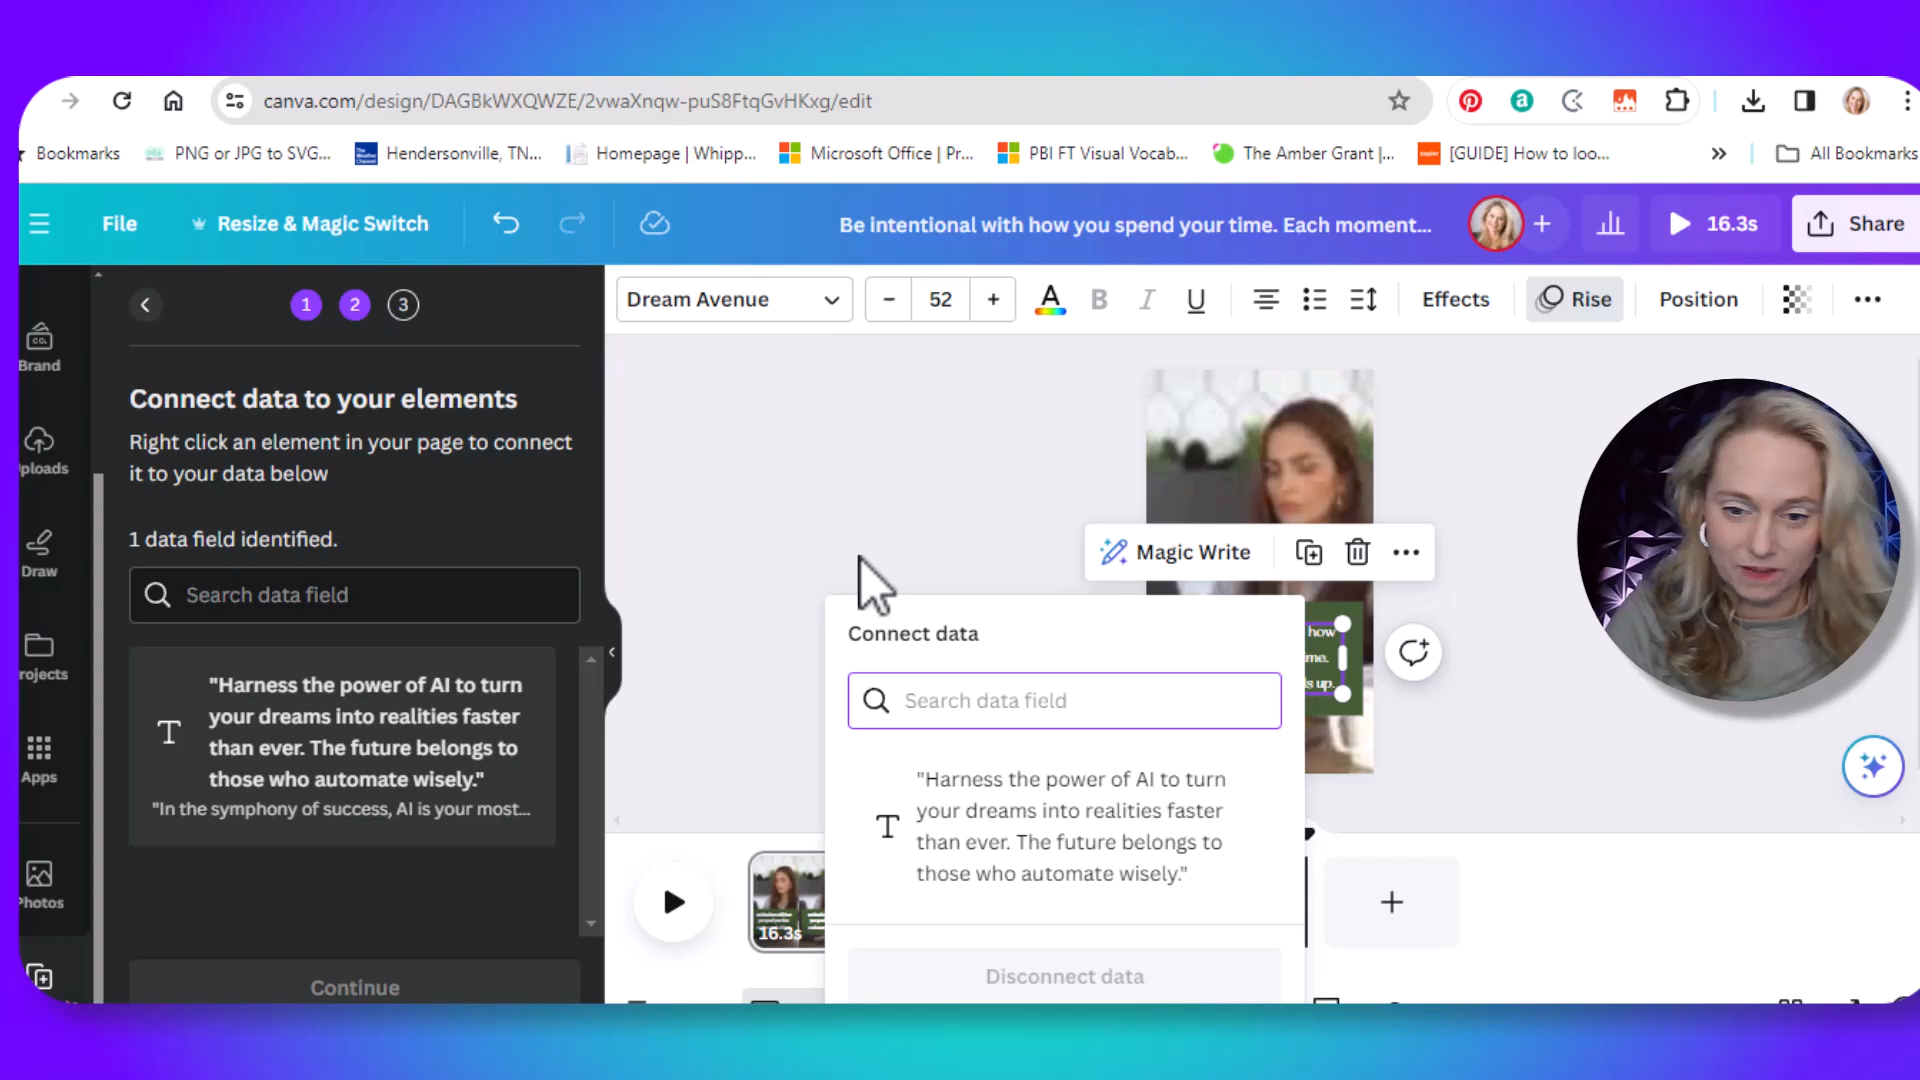 canva.com/design/DAGBkWXQWZE/2vwaXnqw-puS8FtqGvHKxg/edit
Bookmarks
PNG or JPG to SVG...
Hendersonville, TN...
Homepage | Whipp...
Microsoft Office | Pr...
PBI FT Visual Vocab...
The Amber Grant |...
[GUIDE] How to loo...
All Bookmarks
File
Resize & Magic Switch
Be intentional with how you spend your time. Each moment...
16.3s
Share
Brand
ploads
Draw
rojects
Apps
Photos
1 2 3
Connect data to your elements
Right click an element in your page to connect
it to your data below
1 data field identified.
Search data field
"Harness the power of AI to turn
your dreams into realities faster
than ever. The future belongs to
those who automate wisely."
"In the symphony of success, AI is your most...
Continue
Dream Avenue
52
Effects
Rise
Position
Magic Write
how
me.
s up.
Connect data
Search data field
"Harness the power of AI to turn
your dreams into realities faster
than ever. The future belongs to
those who automate wisely."
Disconnect data
16.3s